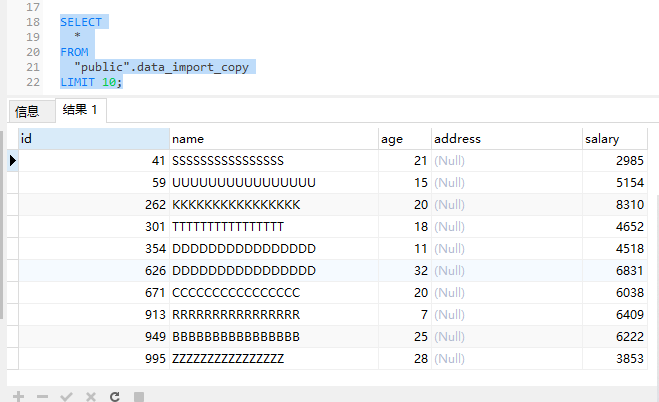 17
18 SELECT
19 *
20 FROM
21 "public".data_import_copy
22 LIMIT 10;
信息 结果 1
id name age address salary
41 SSSSSSSSSSSSSSSS 21 (Null) 2985
59 UUUUUUUUUUUUUUUU 15 (Null) 5154
262 KKKKKKKKKKKKKKKK 20 (Null) 8310
301 TTTTTTTTTTTTTTTT 18 (Null) 4652
354 DDDDDDDDDDDDDDDD 11 (Null) 4518
626 DDDDDDDDDDDDDDDD 32 (Null) 6831
671 CCCCCCCCCCCCCCCC 20 (Null) 6038
913 RRRRRRRRRRRRRRRR 7 (Null) 6409
949 BBBBBBBBBBBBBBBB 25 (Null) 6222
995 ZZZZZZZZZZZZZZZZ 28 (Null) 3853